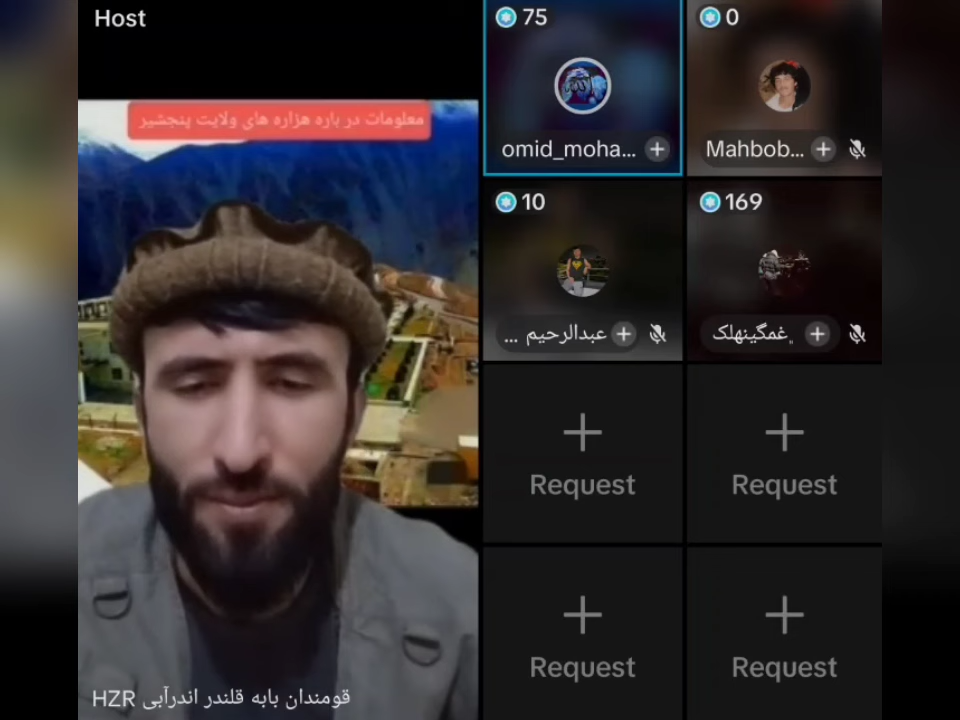 Host
معلومات در باره هزاره های ولایت پنجشیر
قومندان بابه قلندر اندرآبی HZR
75
omid_moha...
0
Mahbob...
10
عبدالرحیم ...
169
غمگینهلک
Request
Request
Request
Request